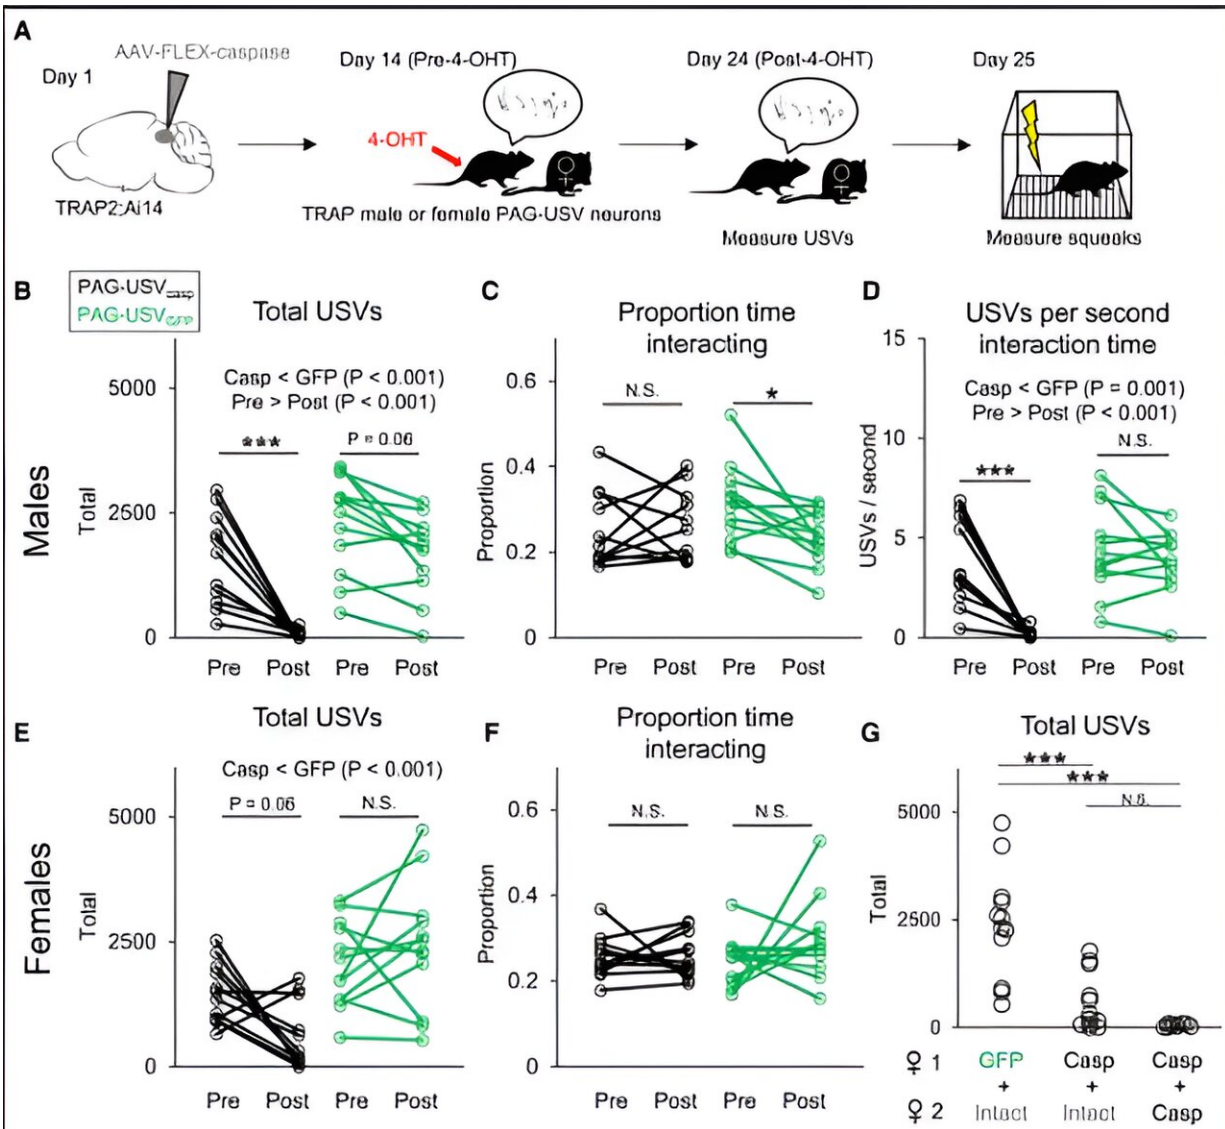 A
AAV-FLEX-caspase
Day 1
Day 14 (Pre-4-OHT)
Day 24 (Post-4-OHT)
Day 25
4-OHT
TRAP2;Ai14
TRAP male or female PAG-USV neurons
Measure USVs
Measure squeaks
B
PAG-USVcasp
PAG-USVGFP
Total USVs
Casp < GFP (P < 0.001)
Pre > Post (P < 0.001)
***
P = 0.06
Males
Total
5000
2500
0
Pre Post Pre Post
C
Proportion time
interacting
N.S.
*
Proportion
0.6
0.4
0.2
0
Pre Post Pre Post
D
USVs per second
interaction time
Casp < GFP (P = 0.001)
Pre > Post (P < 0.001)
***
N.S.
USVs / second
15
10
5
0
Pre Post Pre Post
E
Total USVs
Casp < GFP (P < 0.001)
P = 0.06
N.S.
Females
Total
5000
2500
0
Pre Post Pre Post
F
Proportion time
interacting
N.S.
N.S.
Proportion
0.6
0.4
0.2
0
Pre Post Pre Post
G
Total USVs
***
***
N.S.
Total
5000
2500
0
♀ 1 GFP Casp Casp
+ + +
♀ 2 Intact Intact Casp